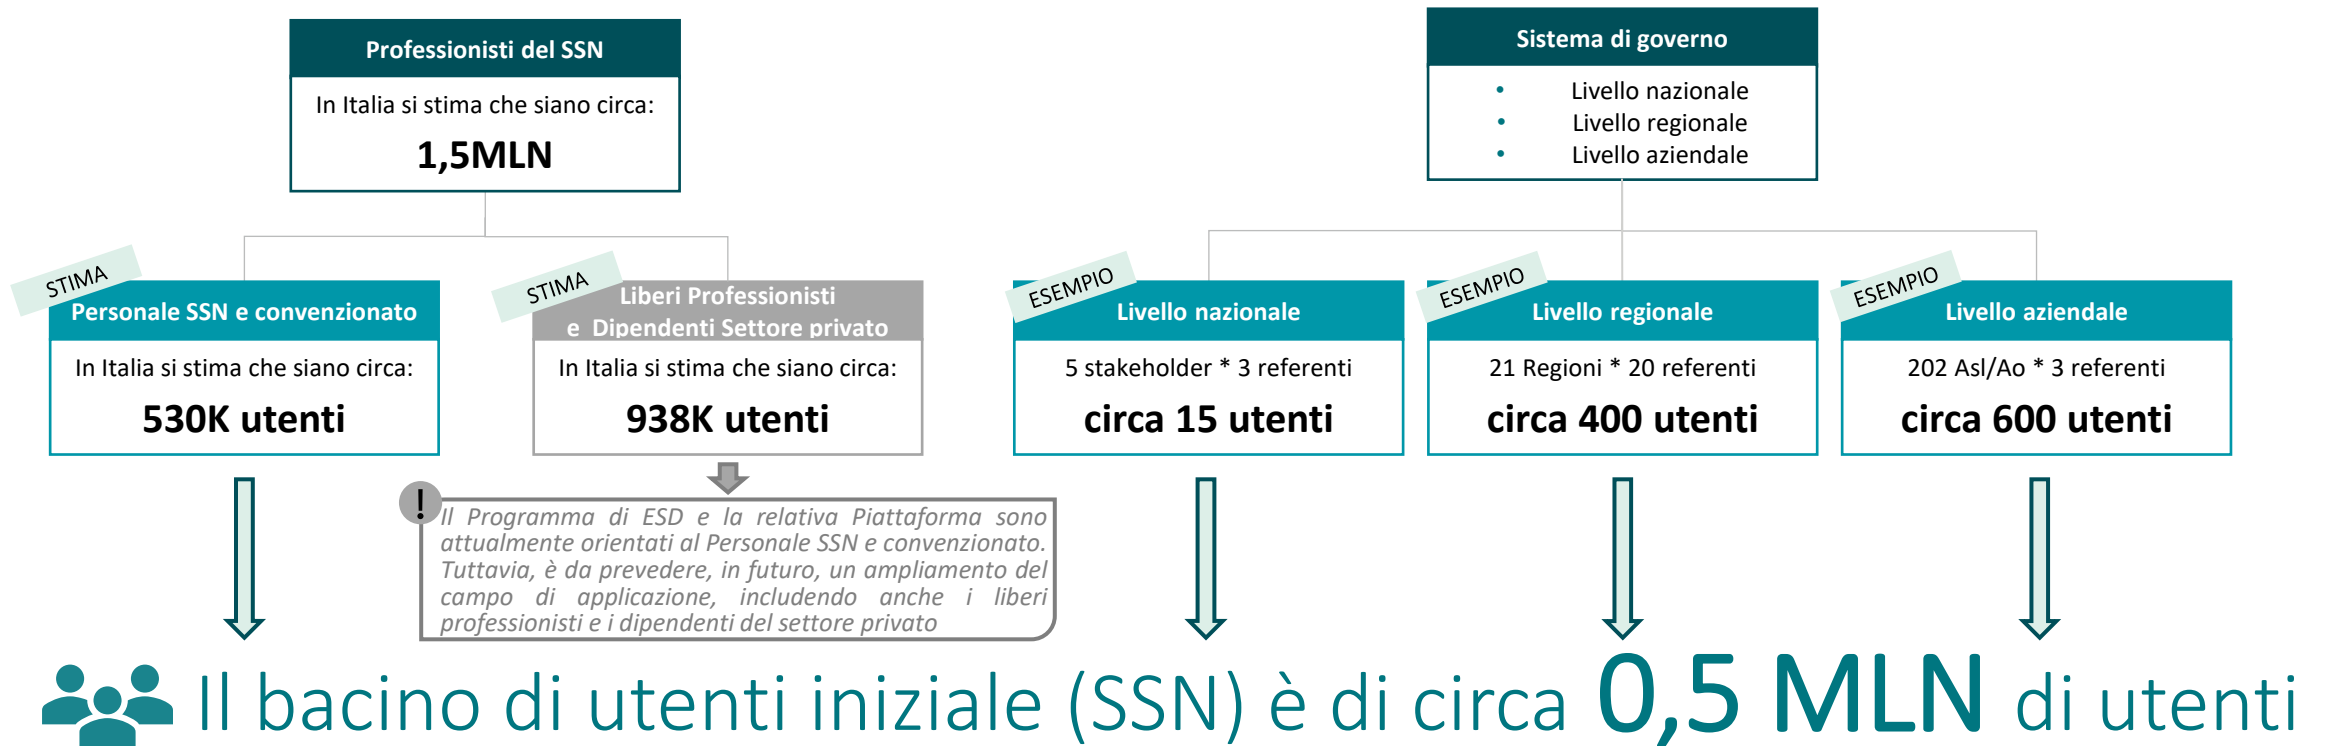 Professionisti del SSN
In Italia si stima che siano circa:
1,5MLN
Sistema di governo
• Livello nazionale
• Livello regionale
• Livello aziendale
STIMA
Personale SSN e convenzionato
In Italia si stima che siano circa:
530K utenti
STIMA
Liberi Professionisti
e Dipendenti Settore privato
In Italia si stima che siano circa:
938K utenti
ESEMPIO
Livello nazionale
5 stakeholder * 3 referenti
circa 15 utenti
ESEMPIO
Livello regionale
21 Regioni * 20 referenti
circa 400 utenti
ESEMPIO
Livello aziendale
202 Asl/Ao * 3 referenti
circa 600 utenti
!
Il Programma di ESD e la relativa Piattaforma sono
attualmente orientati al Personale SSN e convenzionato.
Tuttavia, è da prevedere, in futuro, un ampliamento del
campo di applicazione, includendo anche i liberi
professionisti e i dipendenti del settore privato
Il bacino di utenti iniziale (SSN) è di circa 0,5 MLN di utenti